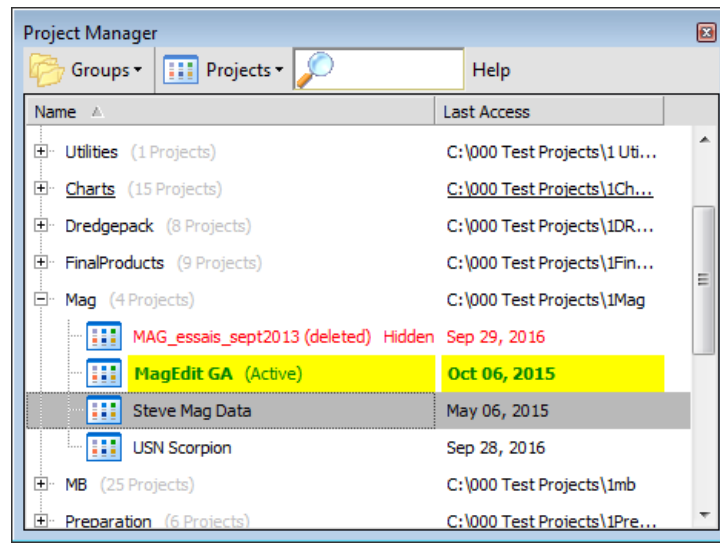 Project Manager
Groups Projects Help
Name Last Access
Utilities (1 Projects) C:\000 Test Projects\1 Uti...
Charts (15 Projects) C:\000 Test Projects\1Ch...
Dredgepack (8 Projects) C:\000 Test Projects\1DR...
FinalProducts (9 Projects) C:\000 Test Projects\1Fin...
Mag (4 Projects) C:\000 Test Projects\1Mag
MAG_essais_sept2013 (deleted) Hidden Sep 29, 2016
MagEdit GA (Active) Oct 06, 2015
Steve Mag Data May 06, 2015
USN Scorpion Sep 28, 2016
MB (25 Projects) C:\000 Test Projects\1mb
Preparation (6 Projects) C:\000 Test Projects\1Pre...